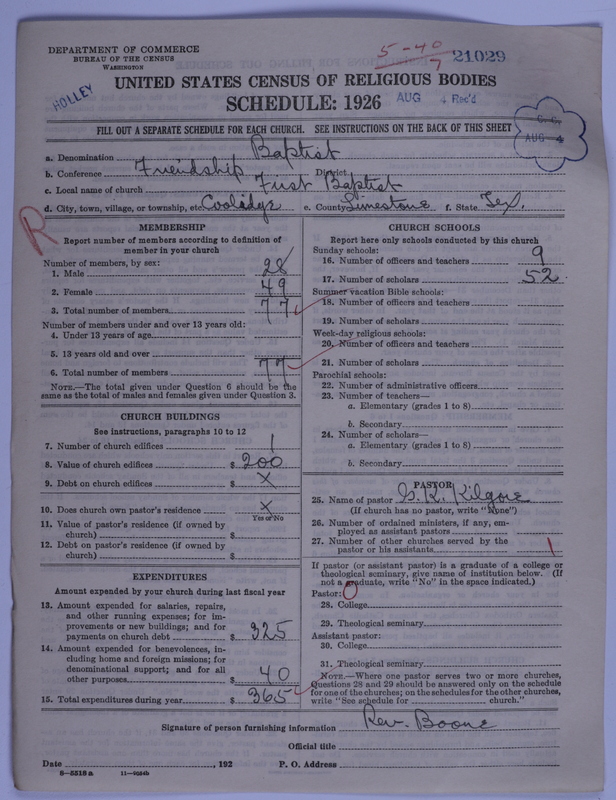 DEPARTMENT OF COMMERCE
BUREAU OF THE CENSUS
WASHINGTON
HOLLEY
5-40
7
21029
UNITED STATES CENSUS OF RELIGIOUS BODIES
SCHEDULE: 1926
AUG 4 Rec'd
FILL OUT A SEPARATE SCHEDULE FOR EACH CHURCH. SEE INSTRUCTIONS ON THE BACK OF THIS SHEET
C. C.
AUG 4
a. Denomination Baptist
b. Conference Friendship District
c. Local name of church First Baptist
d. City, town, village, or township, etc. Coolidge e. County Limestone f. State Tex.
R
MEMBERSHIP
Report number of members according to definition of
member in your church
Number of members, by sex:
1. Male 28
2. Female 49
3. Total number of members 77
Number of members under and over 13 years old:
4. Under 13 years of age
5. 13 years old and over
6. Total number of members 77
NOTE.—The total given under Question 6 should be the
same as the total of males and females given under Question 3.
CHURCH BUILDINGS
See instructions, paragraphs 10 to 12
7. Number of church edifices 1
8. Value of church edifices $ 200
9. Debt on church edifices $ X
10. Does church own pastor's residence X
Yes or No
11. Value of pastor's residence (if owned by
church) $
12. Debt on pastor's residence (if owned by
church) $
EXPENDITURES
Amount expended by your church during last fiscal year
13. Amount expended for salaries, repairs,
and other running expenses; for im-
provements or new buildings; and for
payments on church debt $ 325
14. Amount expended for benevolences, in-
cluding home and foreign missions; for
denominational support; and for all
other purposes $ 40
15. Total expenditures during year $ 365
CHURCH SCHOOLS
Report here only schools conducted by this church
Sunday schools:
16. Number of officers and teachers 9
17. Number of scholars 52
Summer vacation Bible schools:
18. Number of officers and teachers
19. Number of scholars
Week-day religious schools:
20. Number of officers and teachers
21. Number of scholars
Parochial schools:
22. Number of administrative officers
23. Number of teachers—
a. Elementary (grades 1 to 8)
b. Secondary
24. Number of scholars—
a. Elementary (grades 1 to 8)
b. Secondary
PASTOR
25. Name of pastor G. R. Kilgore
(If church has no pastor, write "None")
26. Number of ordained ministers, if any, em-
ployed as assistant pastors
27. Number of other churches served by the
pastor or his assistants 1
If pastor (or assistant pastor) is a graduate of a college or
theological seminary, give name of institution below. (If
not a graduate, write "No" in the space indicated.)
Pastor: 0
28. College
29. Theological seminary
Assistant pastor:
30. College
31. Theological seminary
NOTE.—Where one pastor serves two or more churches,
Questions 28 and 29 should be answered only on the schedule
for one of the churches; on the schedules for the other churches,
write "See schedule for church."
Signature of person furnishing information Rev. Boone
Official title
Date , 192 P. O. Address
8-5518 a 11-9034b